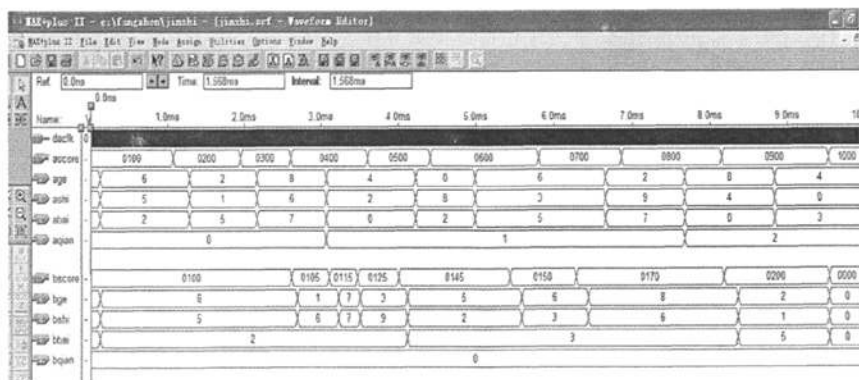 MAX+plus II - e:\fungzhen\jinzhi - [jinzhi.scf - Waveform Editor]
MAX+plus II File Edit View Node Assign Utilities Options Window Help
Ref: 0.0ns Time: 1.568ms Interval: 1.568ms
0.0ns
Name: 1.0ms 2.0ms 3.0ms 4.0ms 5.0ms 6.0ms 7.0ms 8.0ms 9.0ms
daclk 0
ascore 0100 0200 0300 0400 0500 0600 0700 0800 0900 1000
age 6 2 8 4 0 6 2 8 4
ashi 5 1 6 2 8 3 9 4 0
abai 2 5 7 0 2 5 7 0 3
aqian 0 1 2
bscore 0100 0105 0115 0125 0145 0150 0170 0200 0000
bge 6 1 7 3 5 6 8 2 0
bshi 5 6 7 9 2 3 6 1 0
bbai 2 3 5 0
bqian 0